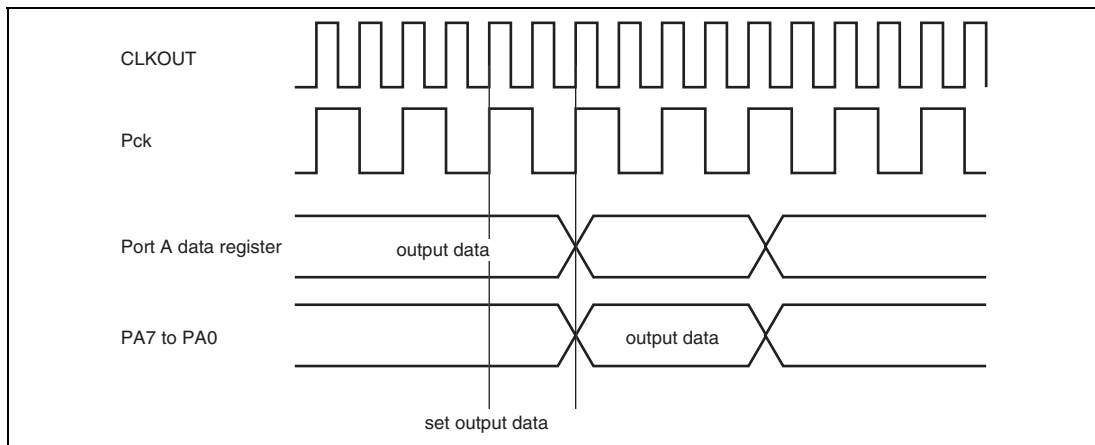 CLKOUT
Pck
Port A data register
output data
PA7 to PA0
output data
set output data